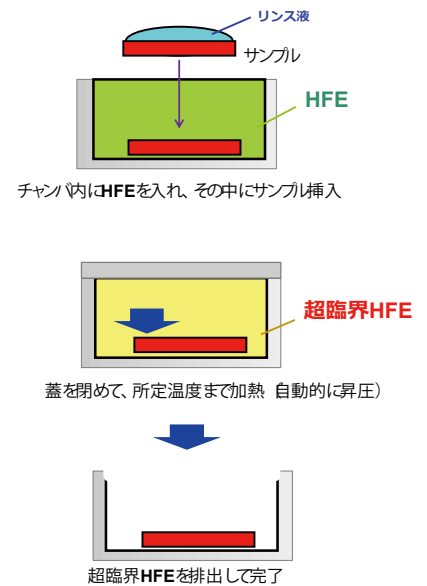 リンス液
サンプル
HFE
チャンバ内にHFEを入れ、その中にサンプル挿入
超臨界HFE
蓋を閉めて、所定温度まで加熱 自動的に昇圧)
超臨界HFEを排出して完了